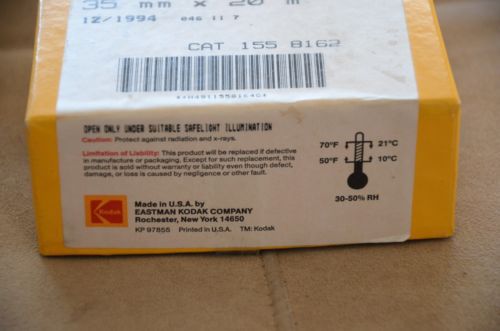 35 mm x 20 m
12/1994 046 11 7
CAT 155 8162
OPEN ONLY UNDER SUITABLE SAFELIGHT ILLUMINATION
Caution: Protect against radiation and x-rays.
Limitation of Liability: This product will be replaced if defective
in manufacture or packaging. Except for such replacement, this
product is sold without warranty or liability even though defect,
damage, or loss is caused by negligence or other fault.
70°F 21°C
50°F 10°C
30-50% RH
Kodak
Made in U.S.A. by
EASTMAN KODAK COMPANY
Rochester, New York 14650
KP 97855 Printed in U.S.A. TM: Kodak